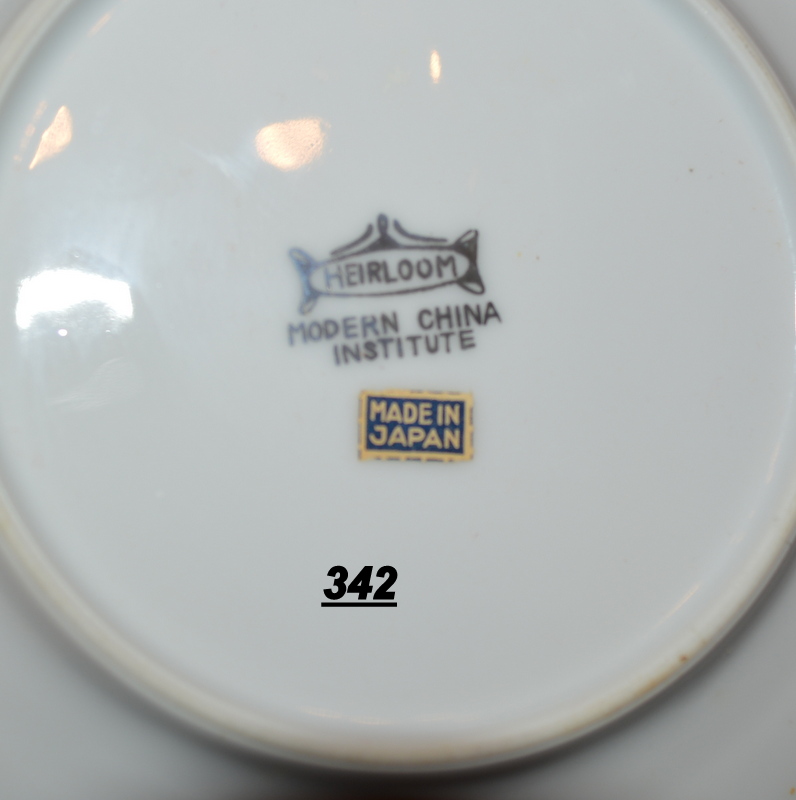 HEIRLOOM
MODERN CHINA
INSTITUTE
MADE IN
JAPAN
342